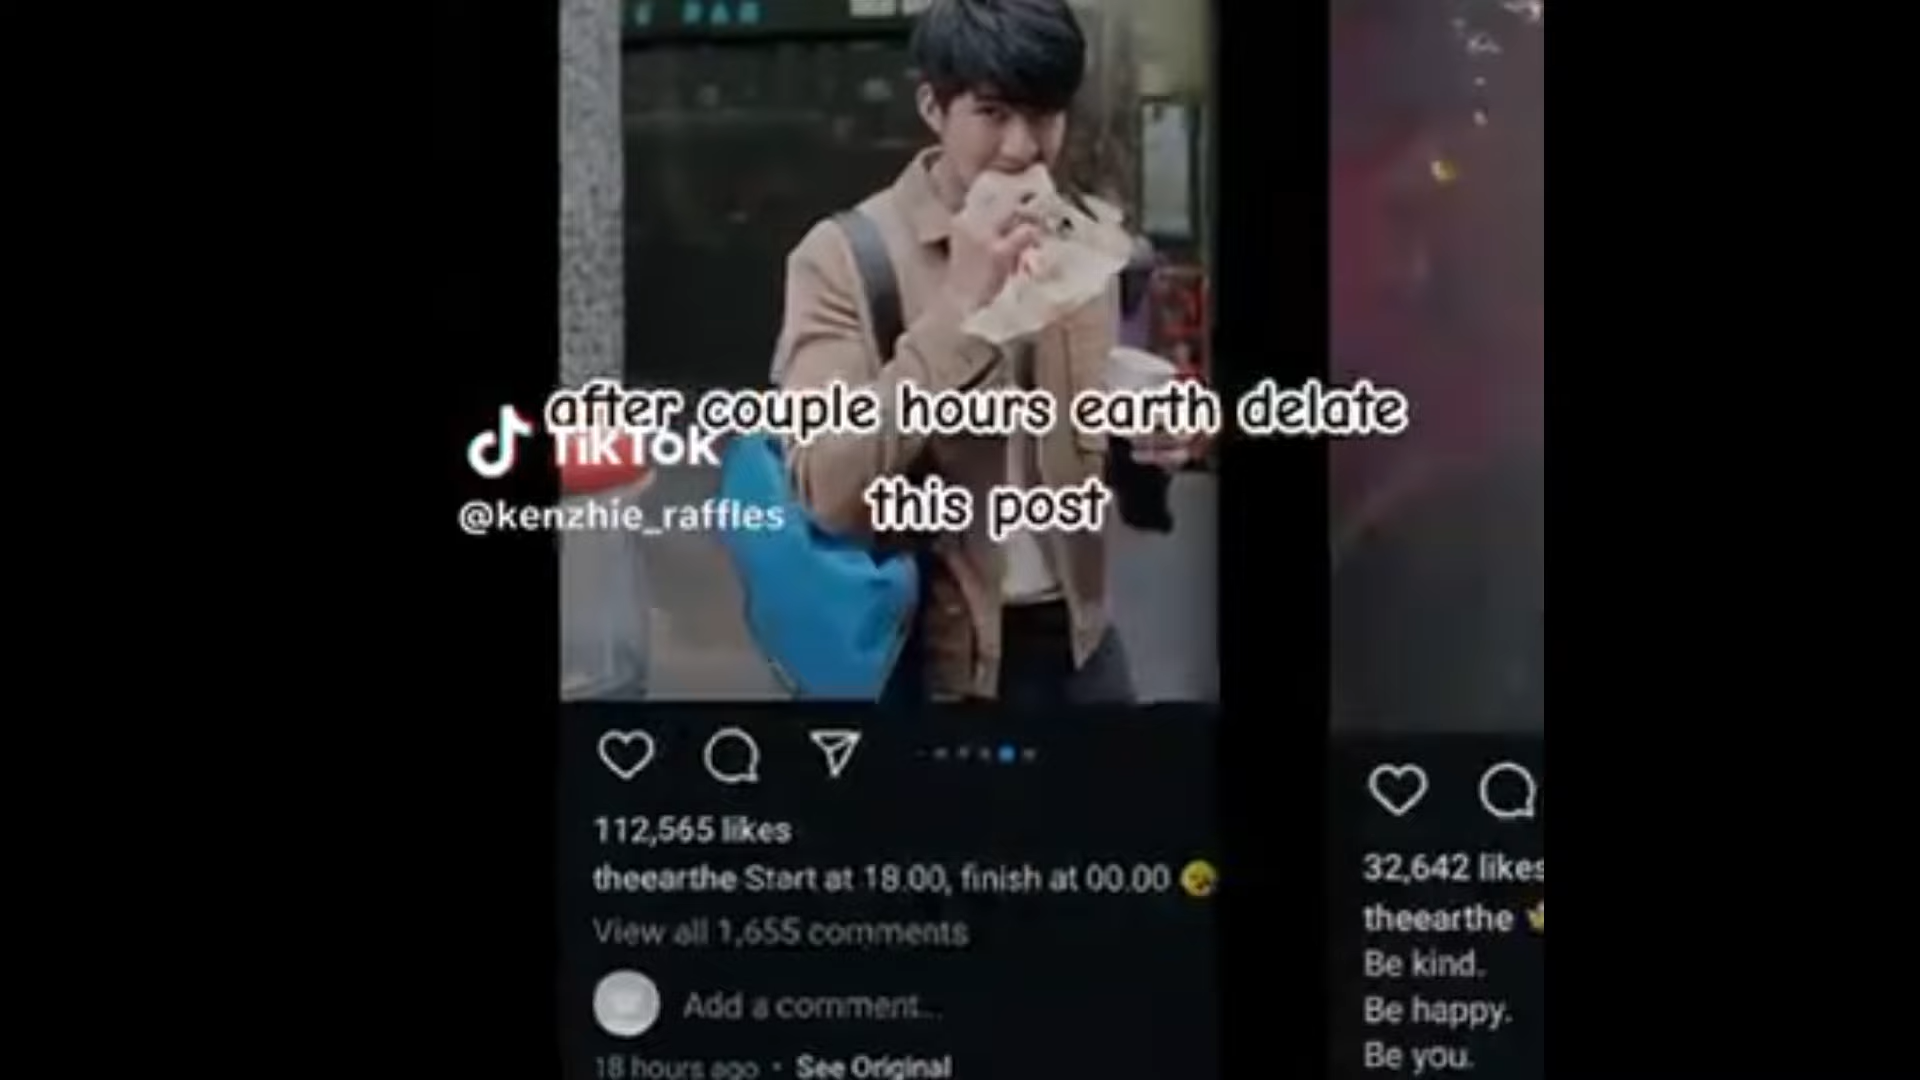 after couple hours earth delate
this post
TikTok
@kenzhie_raffles
112,565 likes
theearthe Start at 18.00, finish at 00.00
View all 1,655 comments
Add a comment...
18 hours ago • See Original
32,642 likes
theearthe
Be kind.
Be happy.
Be you.